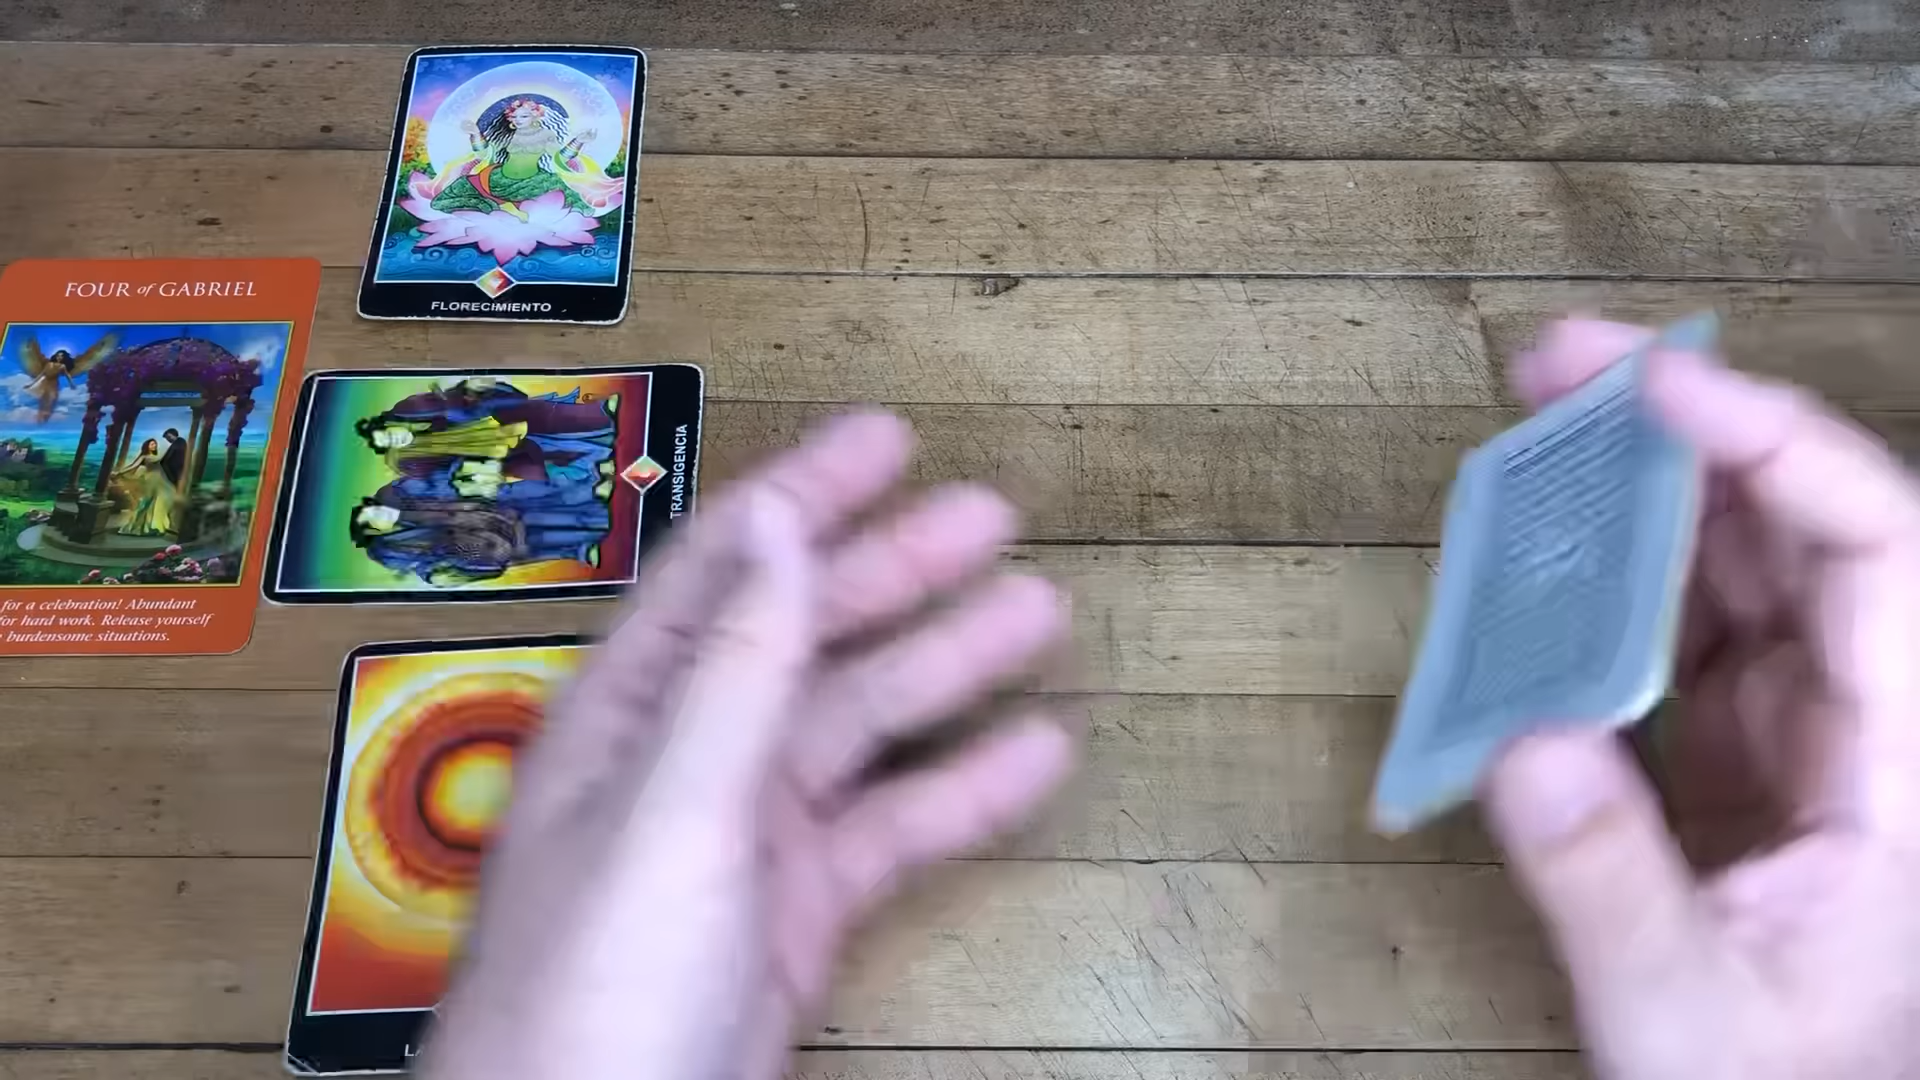 FLORECIMIENTO
FOUR of GABRIEL
TRANSIGENCIA
for a celebration! Abundant
for hard work. Release yourself
burdensome situations.